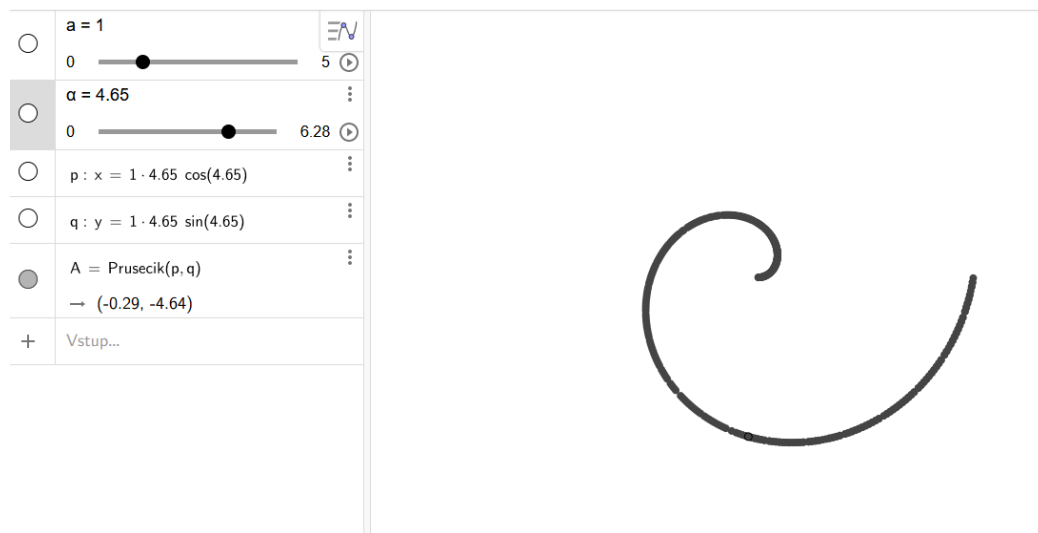 a = 1
0 5
α = 4.65
0 6.28
p : x = 1 · 4.65 cos(4.65)
q : y = 1 · 4.65 sin(4.65)
A = Prusecik(p, q)
→ (-0.29, -4.64)
+ Vstup...